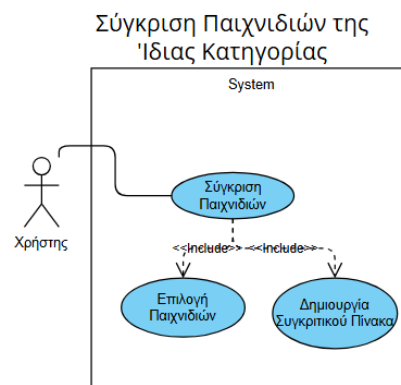 Σύγκριση Παιχνιδιών της
'Ιδιας Κατηγορίας
System
Σύγκριση
Παιχνιδιών
Χρήστης
<<Include>> <<Include>>
Επιλογή
Παιχνιδιών
Δημιουργία
Συγκριτικού Πίνακα